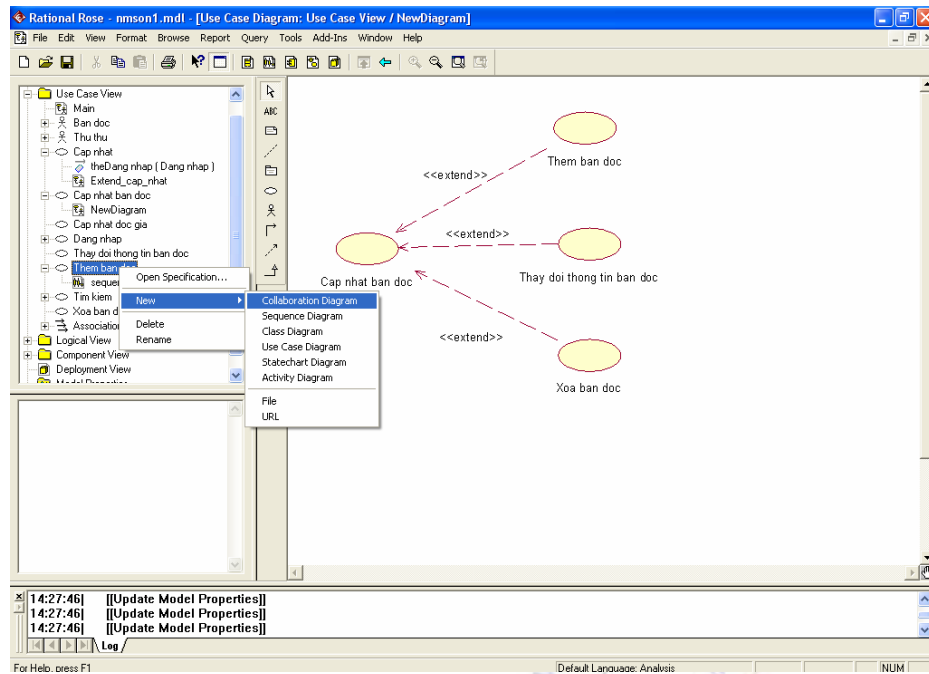 Rational Rose - nmson1.mdl - [Use Case Diagram: Use Case View / NewDiagram]
File Edit View Format Browse Report Query Tools Add-Ins Window Help
Use Case View
Main
Ban doc
Thu thu
Cap nhat
theDang nhap ( Dang nhap )
Extend_cap_nhat
Cap nhat ban doc
NewDiagram
Cap nhat doc gia
Dang nhap
Thay doi thong tin ban doc
Them ban doc
seque
Tim kiem
Xoa ban d
Association
Logical View
Component View
Deployment View
Model Properties
Open Specification...
New
Delete
Rename
Collaboration Diagram
Sequence Diagram
Class Diagram
Use Case Diagram
Statechart Diagram
Activity Diagram
File
URL
ABC
Them ban doc
<<extend>>
<<extend>>
Cap nhat ban doc
Thay doi thong tin ban doc
<<extend>>
Xoa ban doc
14:27:46| [[Update Model Properties]]
14:27:46| [[Update Model Properties]]
14:27:46| [[Update Model Properties]]
Log
For Help, press F1
Default Language: Analysis
NUM